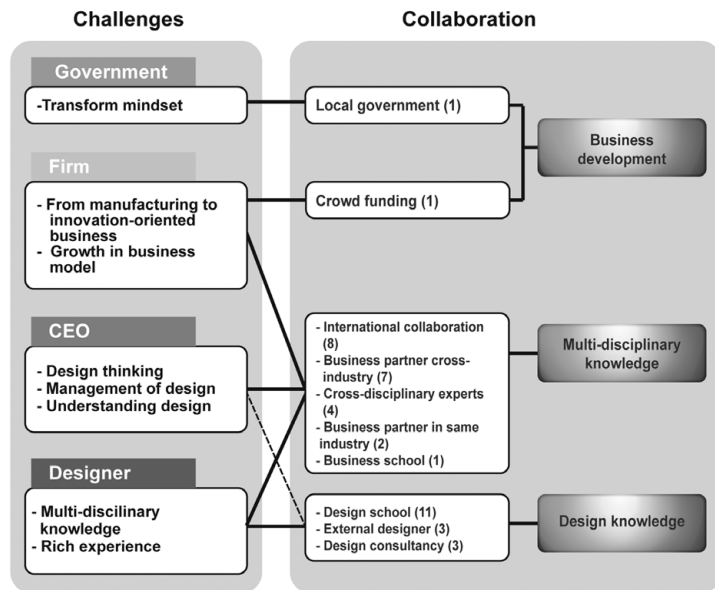 Challenges
Collaboration
Government
-Transform mindset
Local government (1)
Business
development
Firm
- From manufacturing to
innovation-oriented
business
- Growth in business
model
Crowd funding (1)
CEO
- Design thinking
- Management of design
- Understanding design
- International collaboration
(8)
- Business partner cross-
industry (7)
- Cross-disciplinary experts
(4)
- Business partner in same
industry (2)
- Business school (1)
Multi-disciplinary
knowledge
Designer
- Multi-discilinary
knowledge
- Rich experience
- Design school (11)
- External designer (3)
- Design consultancy (3)
Design knowledge